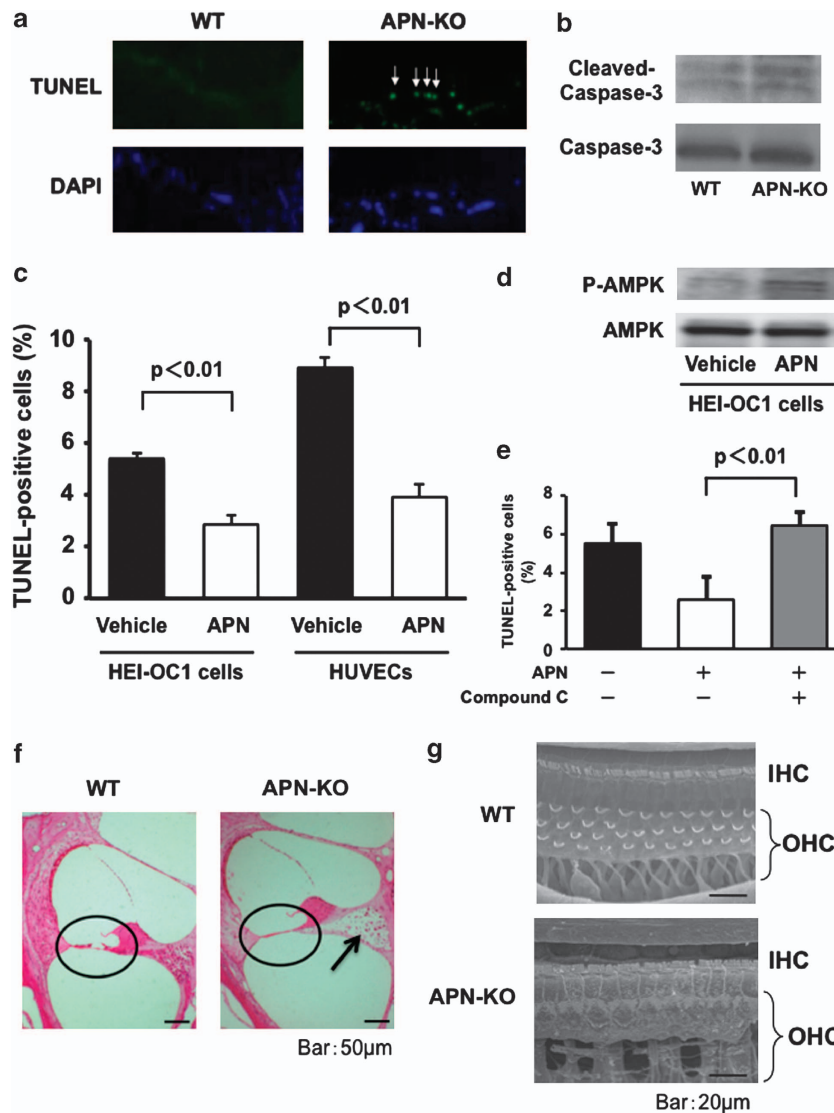 a
WT APN-KO
TUNEL
DAPI
b
Cleaved-
Caspase-3
Caspase-3
WT APN-KO
c
TUNEL-positive cells (%)
10
8
6
4
2
0
p<0.01
p<0.01
Vehicle APN Vehicle APN
HEI-OC1 cells HUVECs
d
P-AMPK
AMPK
Vehicle APN
HEI-OC1 cells
e
TUNEL-positive cells
(%)
8
6
4
2
0
p<0.01
APN − + +
Compound C − − +
f
WT APN-KO
Bar:50μm
g
WT
IHC
OHC
APN-KO
IHC
OHC
Bar:20μm